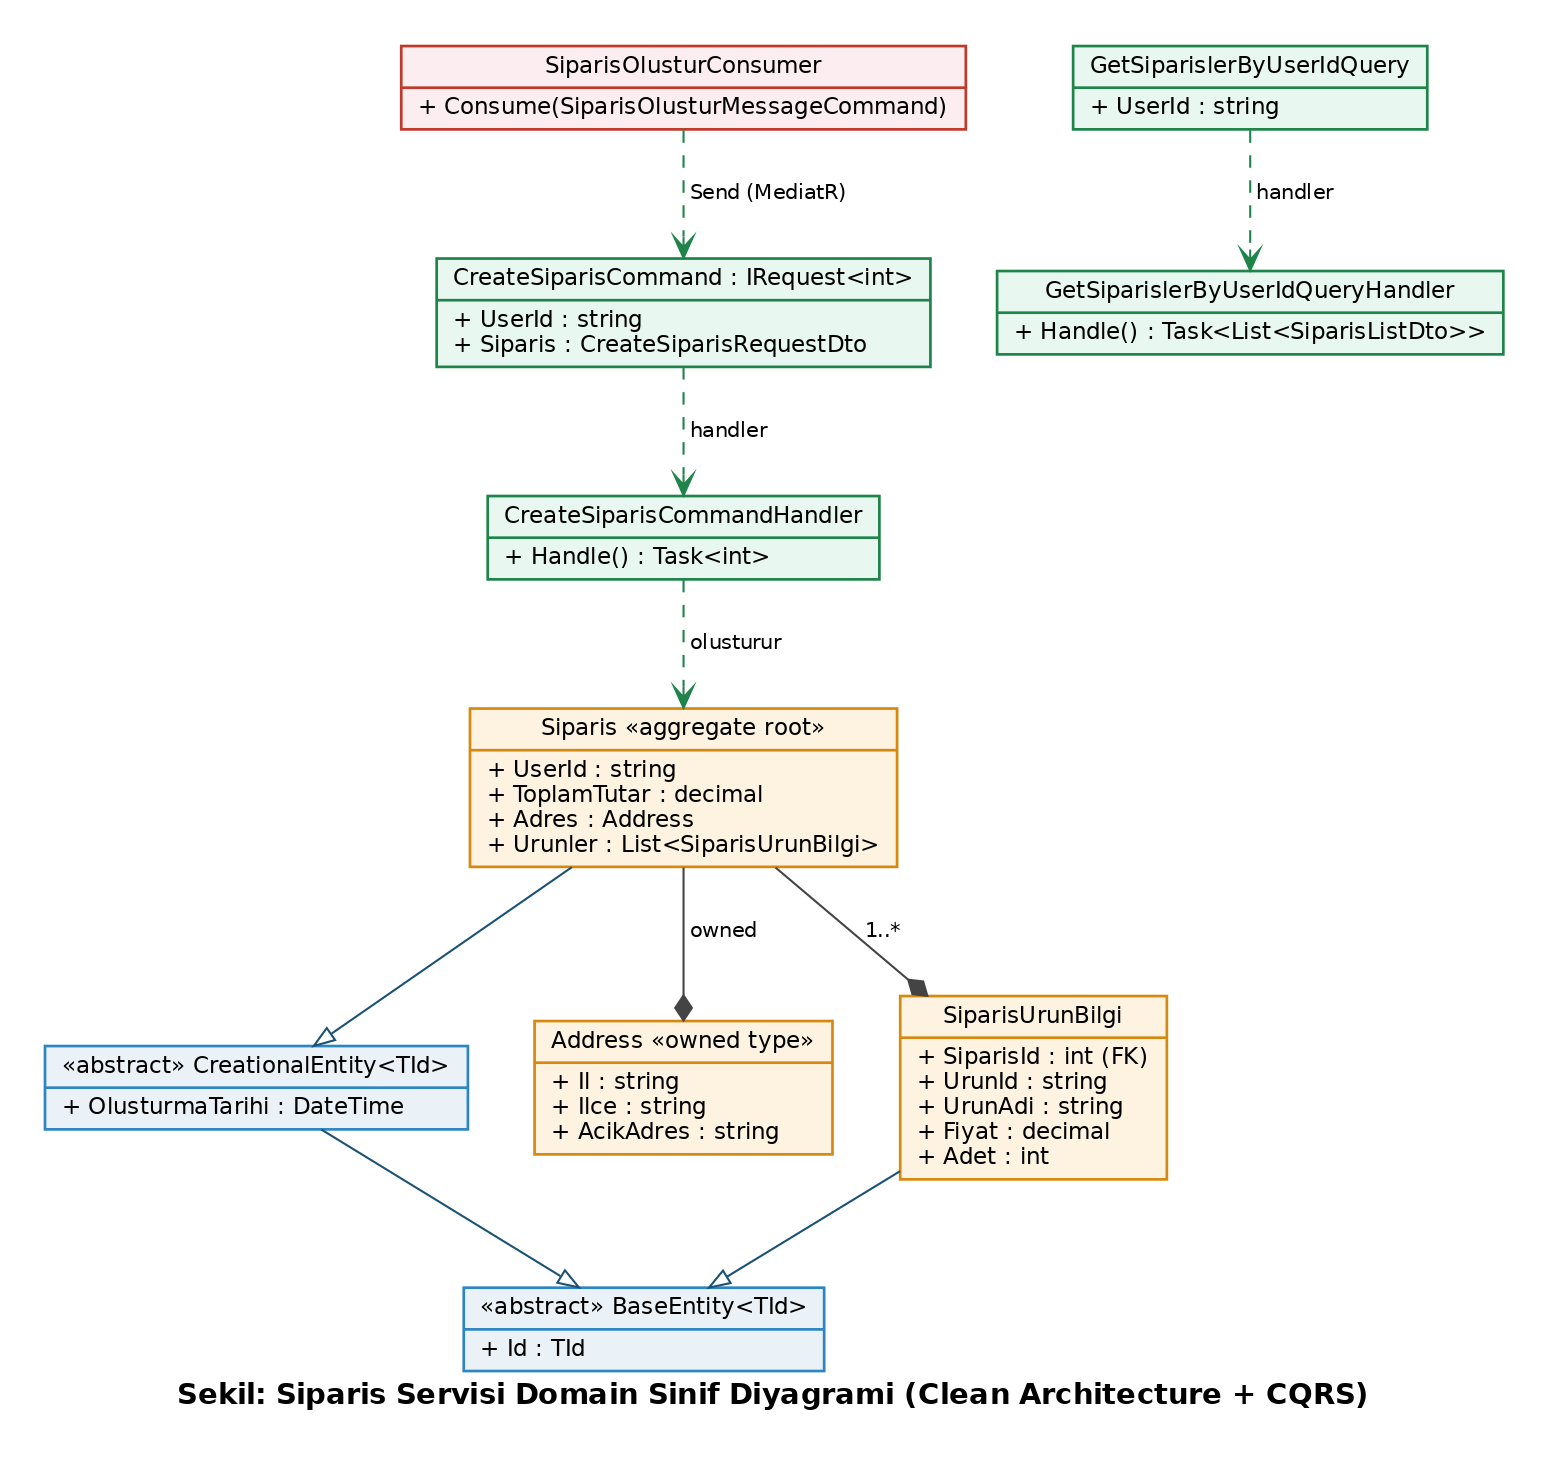 SiparisOlusturConsumer
+ Consume(SiparisOlusturMessageCommand)
GetSiparislerByUserIdQuery
+ UserId : string
Send (MediatR)
handler
CreateSiparisCommand : IRequest<int>
+ UserId : string
+ Siparis : CreateSiparisRequestDto
GetSiparislerByUserIdQueryHandler
+ Handle() : Task<List<SiparisListDto>>
handler
CreateSiparisCommandHandler
+ Handle() : Task<int>
olusturur
Siparis «aggregate root»
+ UserId : string
+ ToplamTutar : decimal
+ Adres : Address
+ Urunler : List<SiparisUrunBilgi>
owned
1..*
«abstract» CreationalEntity<TId>
+ OlusturmaTarihi : DateTime
Address «owned type»
+ Il : string
+ Ilce : string
+ AcikAdres : string
SiparisUrunBilgi
+ SiparisId : int (FK)
+ UrunId : string
+ UrunAdi : string
+ Fiyat : decimal
+ Adet : int
«abstract» BaseEntity<TId>
+ Id : TId
Sekil: Siparis Servisi Domain Sinif Diyagrami (Clean Architecture + CQRS)